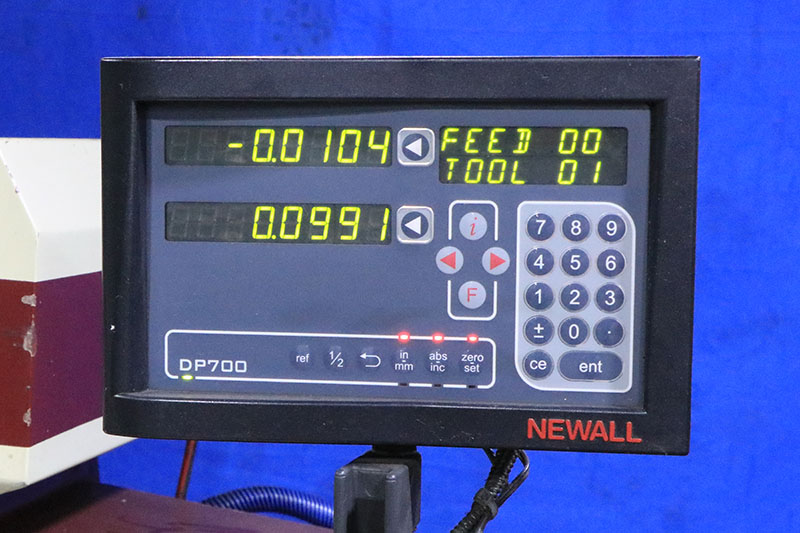 -0.0104
FEED 00
TOOL 01
0.0991
i
F
7 8 9
4 5 6
1 2 3
± 0 .
ce ent
DP700
ref 1/2 in mm abs inc zero set
NEWALL